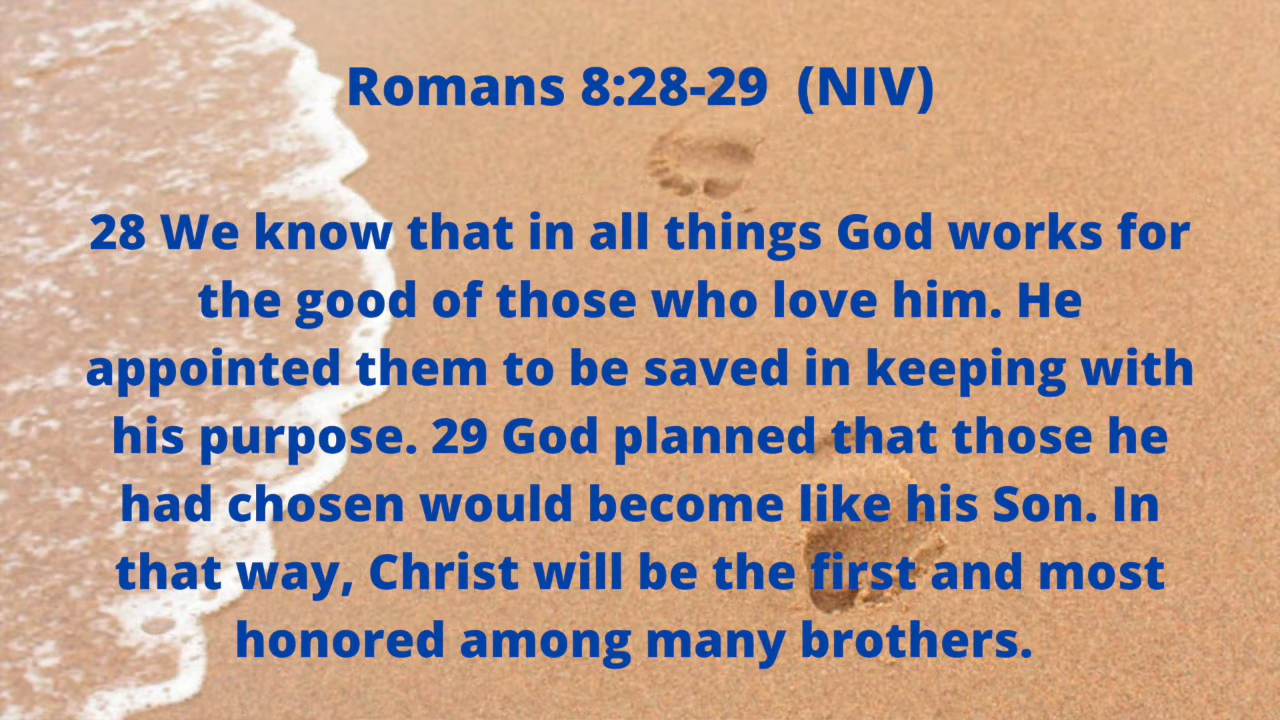 Romans 8:28-29  (NIV)
28 We know that in all things God works for
the good of those who love him. He
appointed them to be saved in keeping with
his purpose. 29 God planned that those he
had chosen would become like his Son. In
that way, Christ will be the first and most
honored among many brothers.